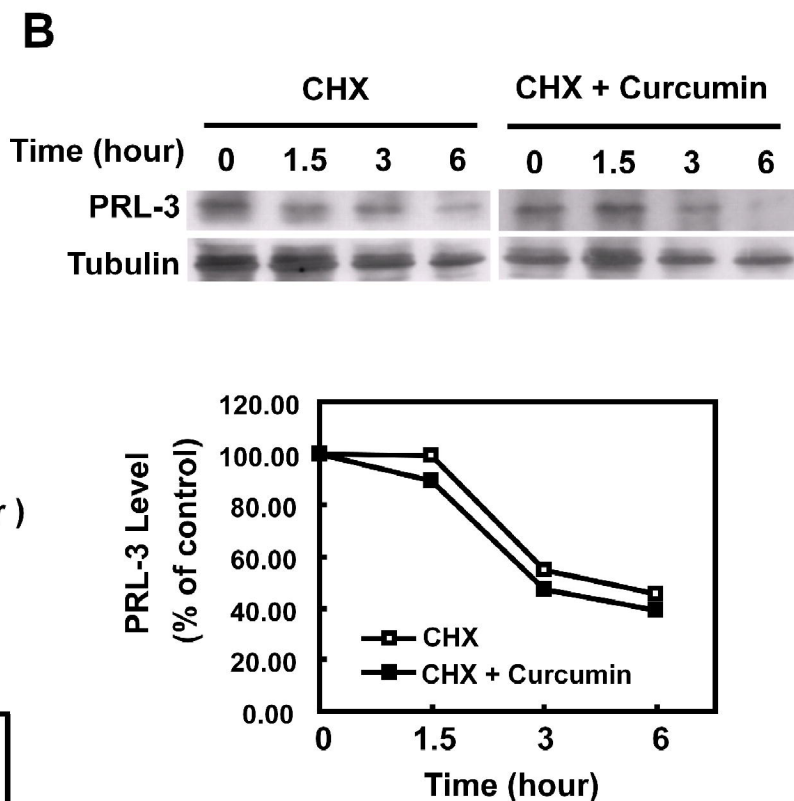 B
CHX CHX + Curcumin
Time (hour) 0 1.5 3 6 0 1.5 3 6
PRL-3
Tubulin
120.00
100.00
80.00
60.00
40.00
20.00
0.00
PRL-3 Level
(% of control)
r )
CHX
CHX + Curcumin
0 1.5 3 6
Time (hour)